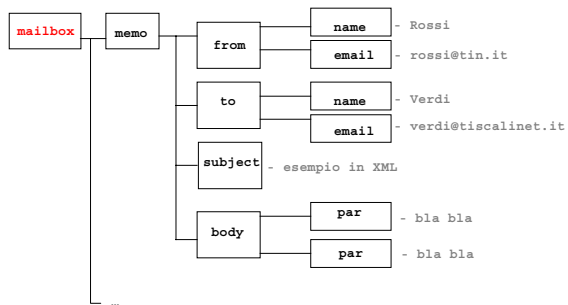 mailbox
memo
from
name
- Rossi
email
- rossi@tin.it
to
name
- Verdi
email
- verdi@tiscalinet.it
subject
- esempio in XML
body
par
- bla bla
par
- bla bla
…